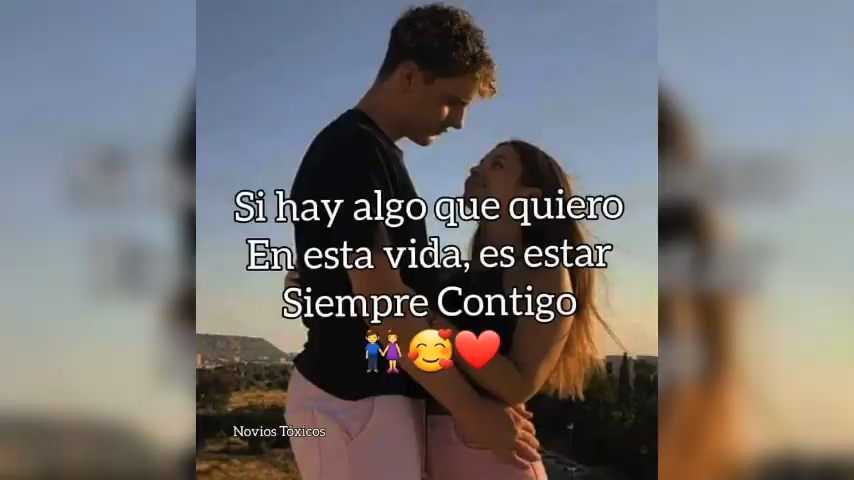 Si hay algo que quiero
En esta vida, es estar
Siempre Contigo
👫🥰❤️
Novios Tóxicos